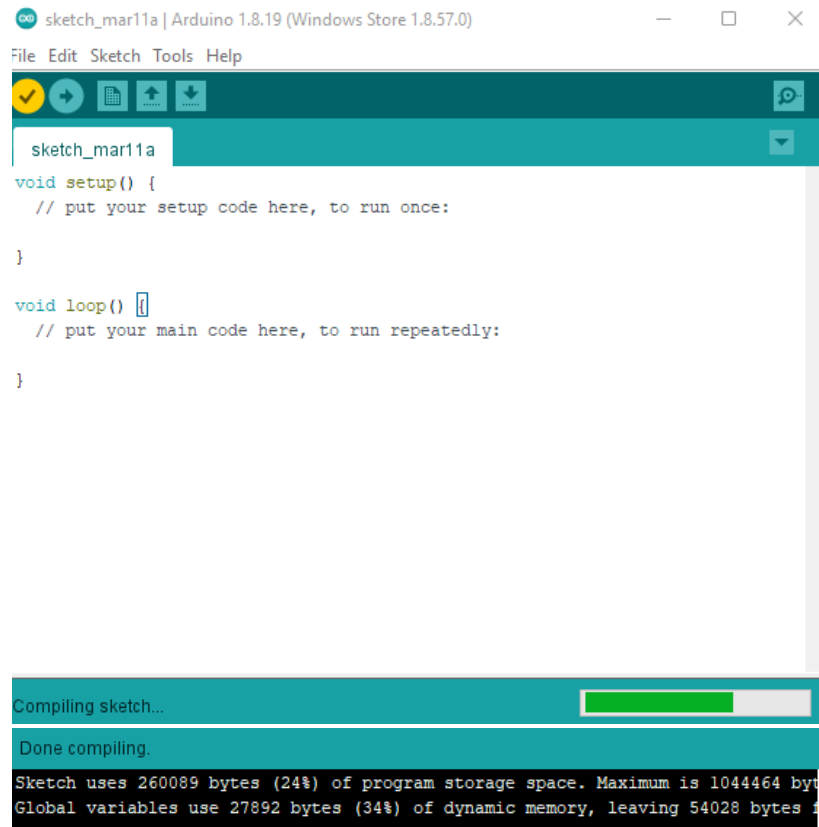 sketch_mar11a | Arduino 1.8.19 (Windows Store 1.8.57.0)
File Edit Sketch Tools Help
sketch_mar11a
void setup() {
// put your setup code here, to run once:
}
void loop() {
// put your main code here, to run repeatedly:
}
Compiling sketch...
Done compiling.
Sketch uses 260089 bytes (24%) of program storage space. Maximum is 1044464 byt
Global variables use 27892 bytes (34%) of dynamic memory, leaving 54028 bytes f